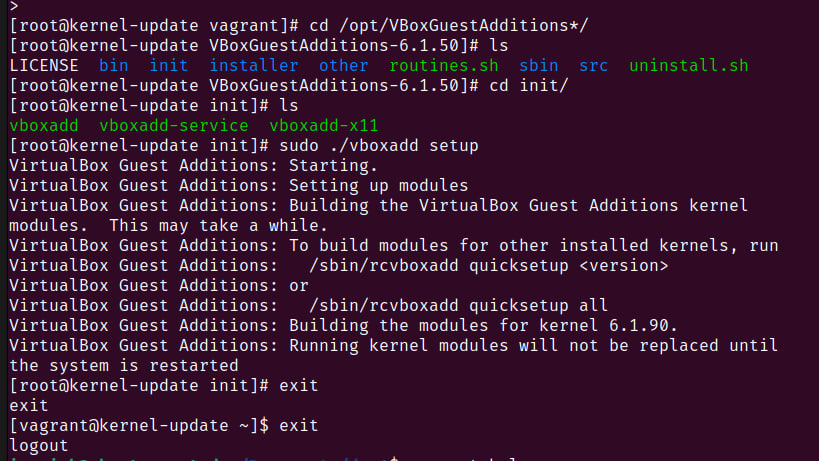 >
[root@kernel-update vagrant]# cd /opt/VBoxGuestAdditions*/
[root@kernel-update VBoxGuestAdditions-6.1.50]# ls
LICENSE  bin  init  installer  other  routines.sh  sbin  src  uninstall.sh
[root@kernel-update VBoxGuestAdditions-6.1.50]# cd init/
[root@kernel-update init]# ls
vboxadd  vboxadd-service  vboxadd-x11
[root@kernel-update init]# sudo ./vboxadd setup
VirtualBox Guest Additions: Starting.
VirtualBox Guest Additions: Setting up modules
VirtualBox Guest Additions: Building the VirtualBox Guest Additions kernel
modules.  This may take a while.
VirtualBox Guest Additions: To build modules for other installed kernels, run
VirtualBox Guest Additions:   /sbin/rcvboxadd quicksetup <version>
VirtualBox Guest Additions: or
VirtualBox Guest Additions:   /sbin/rcvboxadd quicksetup all
VirtualBox Guest Additions: Building the modules for kernel 6.1.90.
VirtualBox Guest Additions: Running kernel modules will not be replaced until
the system is restarted
[root@kernel-update init]# exit
exit
[vagrant@kernel-update ~]$ exit
logout